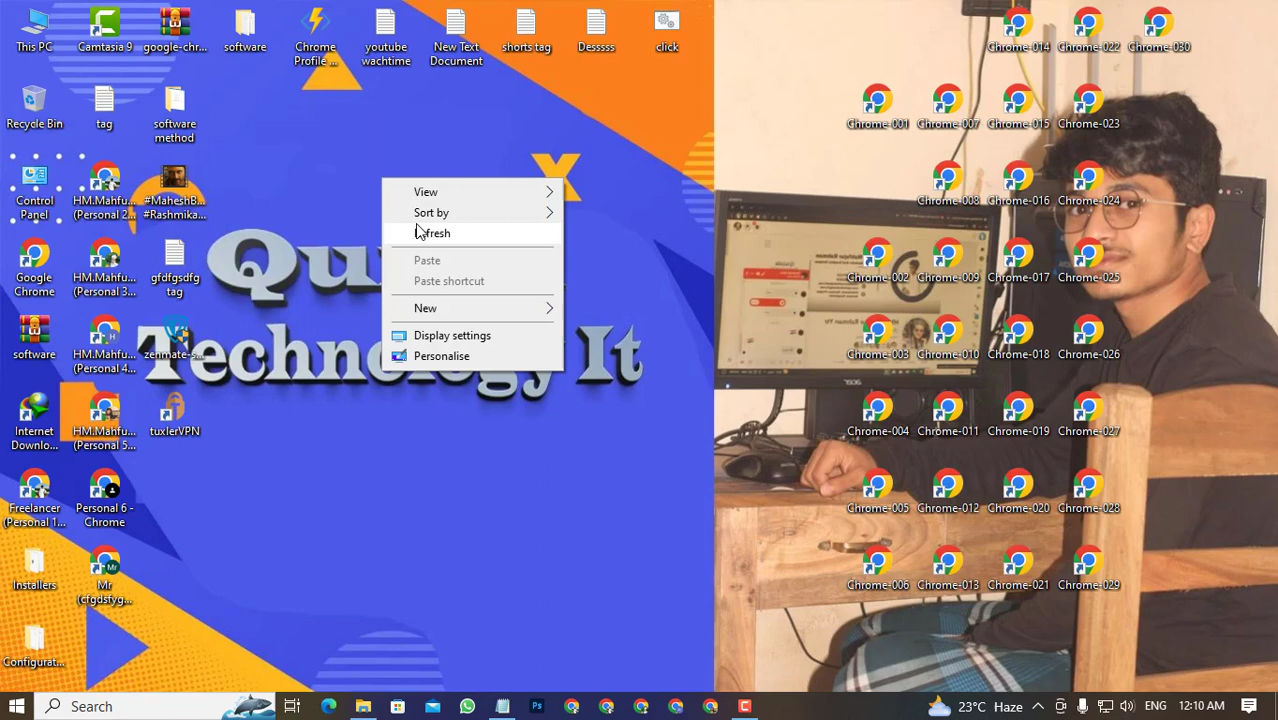 This PC
Camtasia 9
google-chr...
software
Chrome
Profile ...
youtube
wachtime
New Text
Document
shorts tag
Desssss
click
Chrome-014
Chrome-022
Chrome-030
Recycle Bin
tag
software
method
Chrome-001
Chrome-007
Chrome-015
Chrome-023
Control
Panel
HM.Mahfu...
(Personal 2...
#MaheshB...
#Rashmika...
Chrome-008
Chrome-016
Chrome-024
View
Sort by
Refresh
Paste
Paste shortcut
New
Display settings
Personalise
Google
Chrome
HM.Mahfu...
(Personal 3...
gfdfgsdfg
tag
Technology It
Chrome-002
Chrome-009
Chrome-017
Chrome-025
software
HM.Mahfu...
(Personal 4...
zenmate-s...
Chrome-003
Chrome-010
Chrome-018
Chrome-026
acer
Internet
Downlo...
HM.Mahfu...
(Personal 5...
tuxlerVPN
Chrome-004
Chrome-011
Chrome-019
Chrome-027
Freelancer
(Personal 1...
Personal 6 -
Chrome
Chrome-005
Chrome-012
Chrome-020
Chrome-028
Installers
Mr
(cfgdsfyg...
Chrome-006
Chrome-013
Chrome-021
Chrome-029
Configurat...
Search
23°C Haze
ENG
12:10 AM